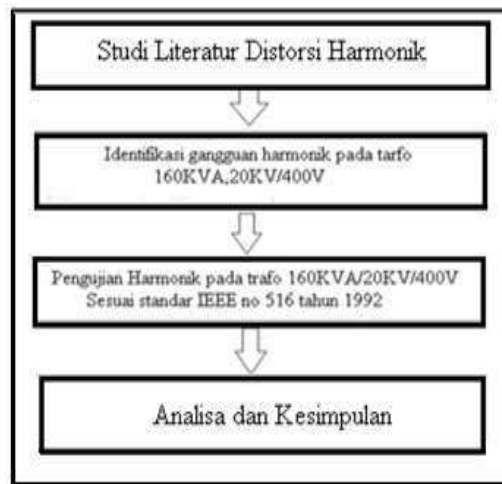 Studi Literatur Distorsi Harmonik
Identifikasi gangguan harmonik pada tarfo
160KVA,20KV/400V
Pengujian Harmonik pada trafo 160KVA/20KV/400V
Sesuai standar IEEE no 516 tahun 1992
Analisa dan Kesimpulan